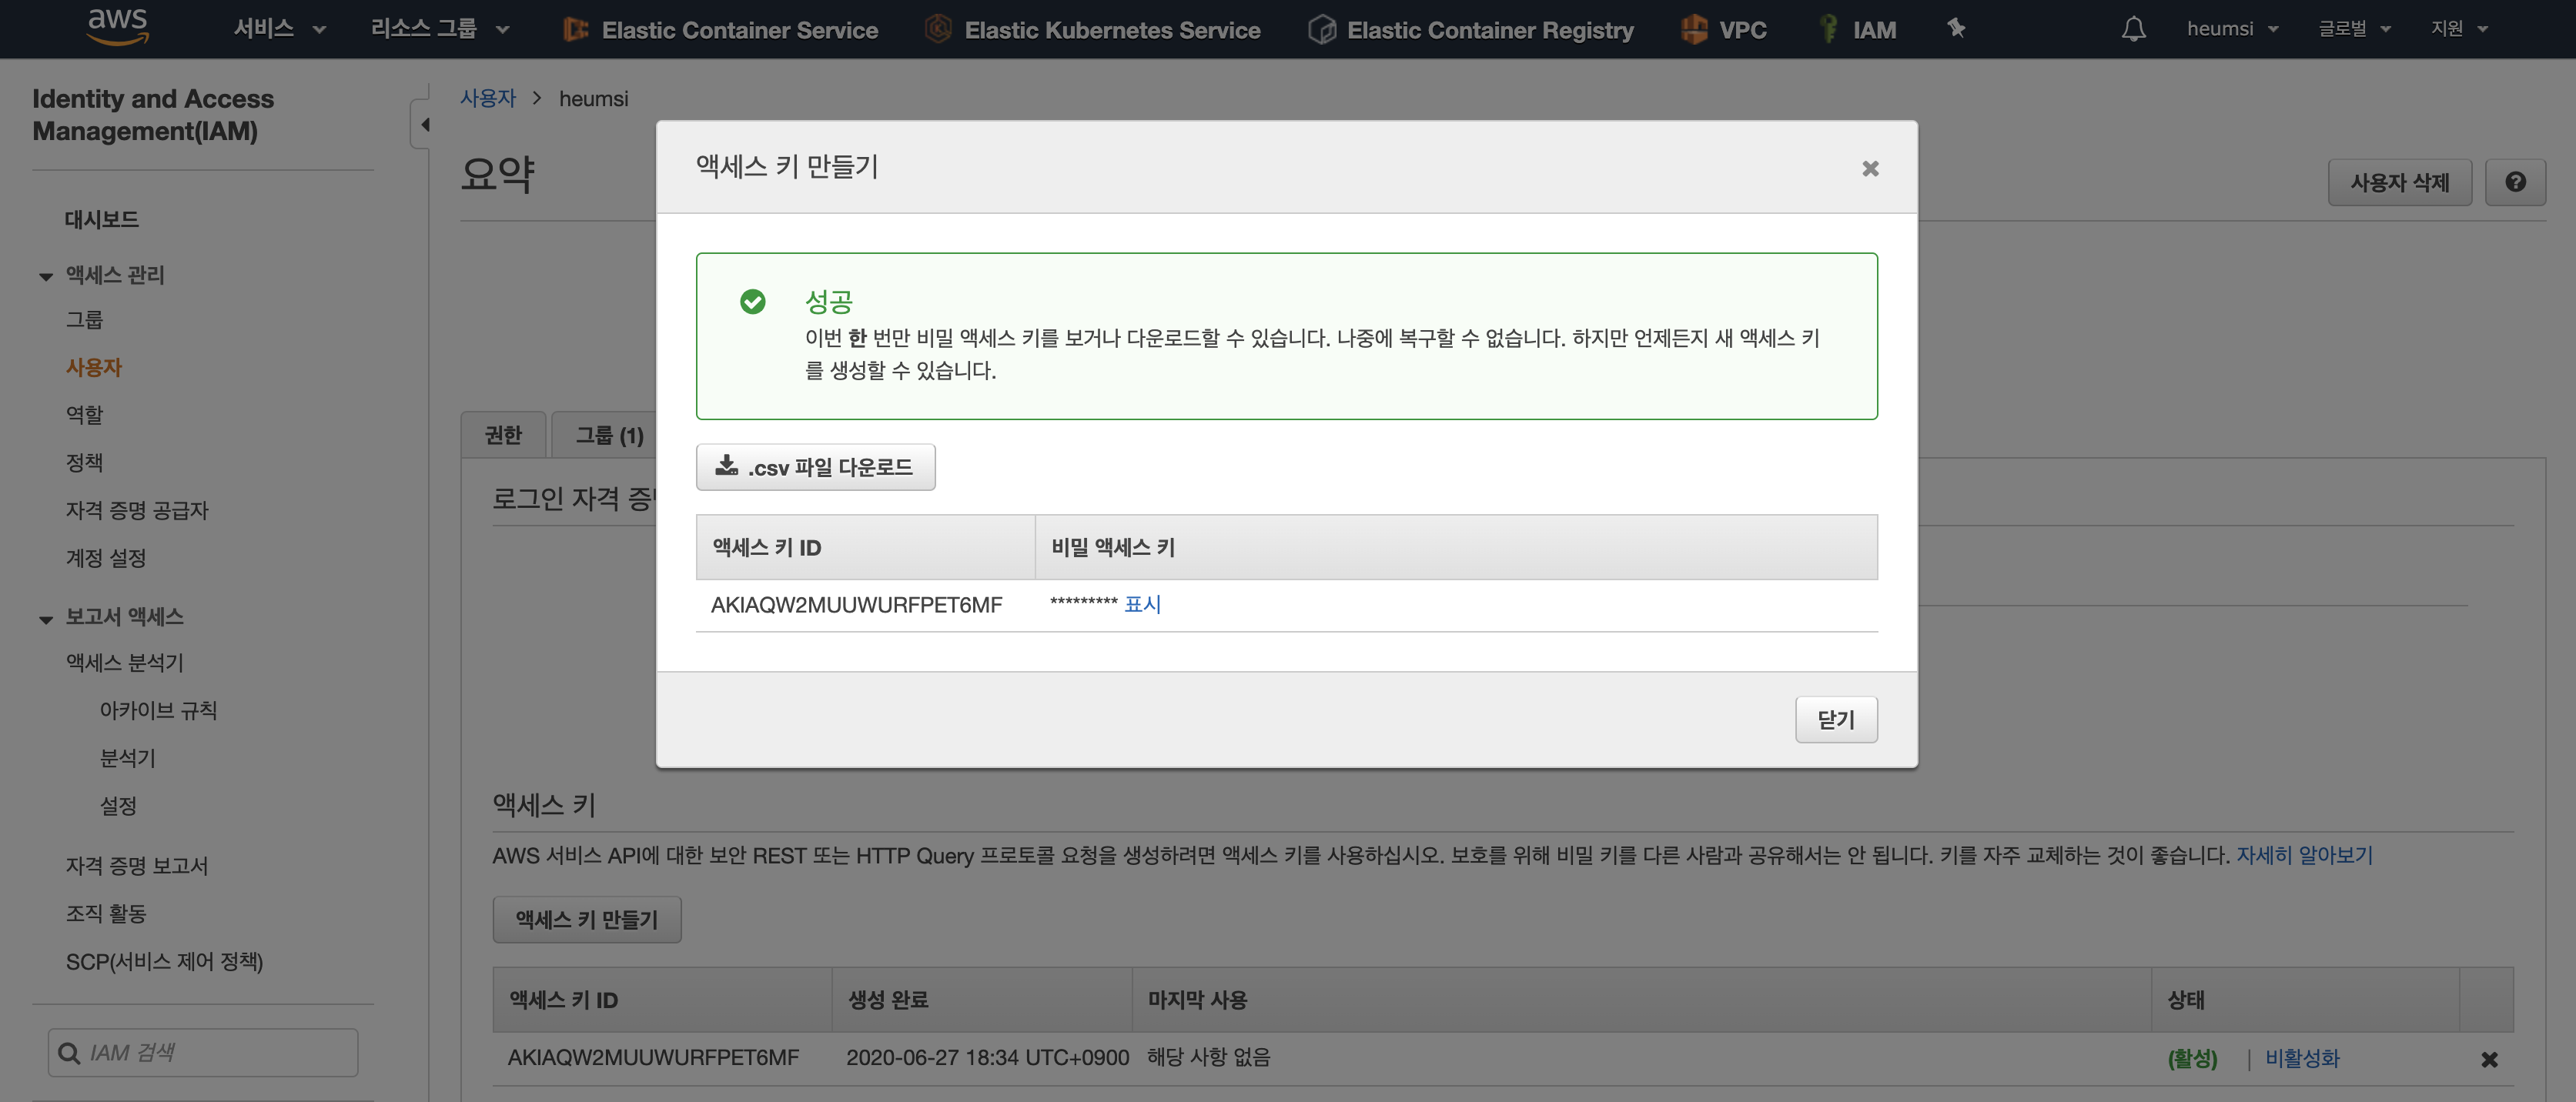 aws
서비스
리소스 그룹
Elastic Container Service
Elastic Kubernetes Service
Elastic Container Registry
VPC
IAM
heumsi
글로벌
지원
Identity and Access
Management(IAM)
대시보드
액세스 관리
그룹
사용자
역할
정책
자격 증명 공급자
계정 설정
보고서 액세스
액세스 분석기
아카이브 규칙
분석기
설정
자격 증명 보고서
조직 활동
SCP(서비스 제어 정책)
IAM 검색
사용자 > heumsi
요약
사용자 삭제
권한
그룹 (1)
로그인 자격
액세스 키 만들기
성공
이번 한 번만 비밀 액세스 키를 보거나 다운로드할 수 있습니다. 나중에 복구할 수 없습니다. 하지만 언제든지 새 액세스 키
를 생성할 수 있습니다.
.csv 파일 다운로드
액세스 키 ID 비밀 액세스 키
AKIAQW2MUUWURFPET6MF ********* 표시
닫기
액세스 키
AWS 서비스 API에 대한 보안 REST 또는 HTTP Query 프로토콜 요청을 생성하려면 액세스 키를 사용하십시오. 보호를 위해 비밀 키를 다른 사람과 공유해서는 안 됩니다. 키를 자주 교체하는 것이 좋습니다. 자세히 알아보기
액세스 키 만들기
액세스 키 ID 생성 완료 마지막 사용 상태
AKIAQW2MUUWURFPET6MF 2020-06-27 18:34 UTC+0900 해당 사항 없음 (활성) | 비활성화